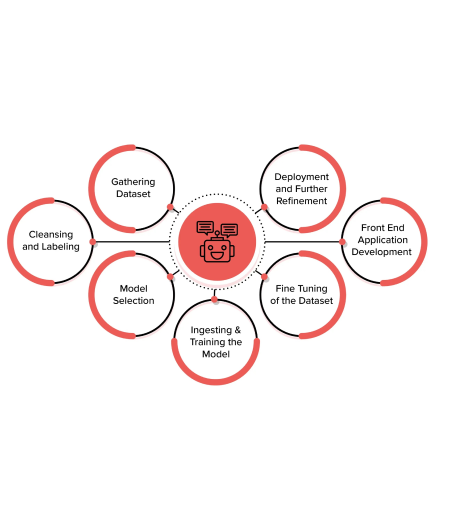 Gathering
Dataset
Deployment
and Further
Refinement
Cleansing
and Labeling
Front End
Application
Development
Model
Selection
Fine Tuning
of the Dataset
Ingesting &
Training the
Model